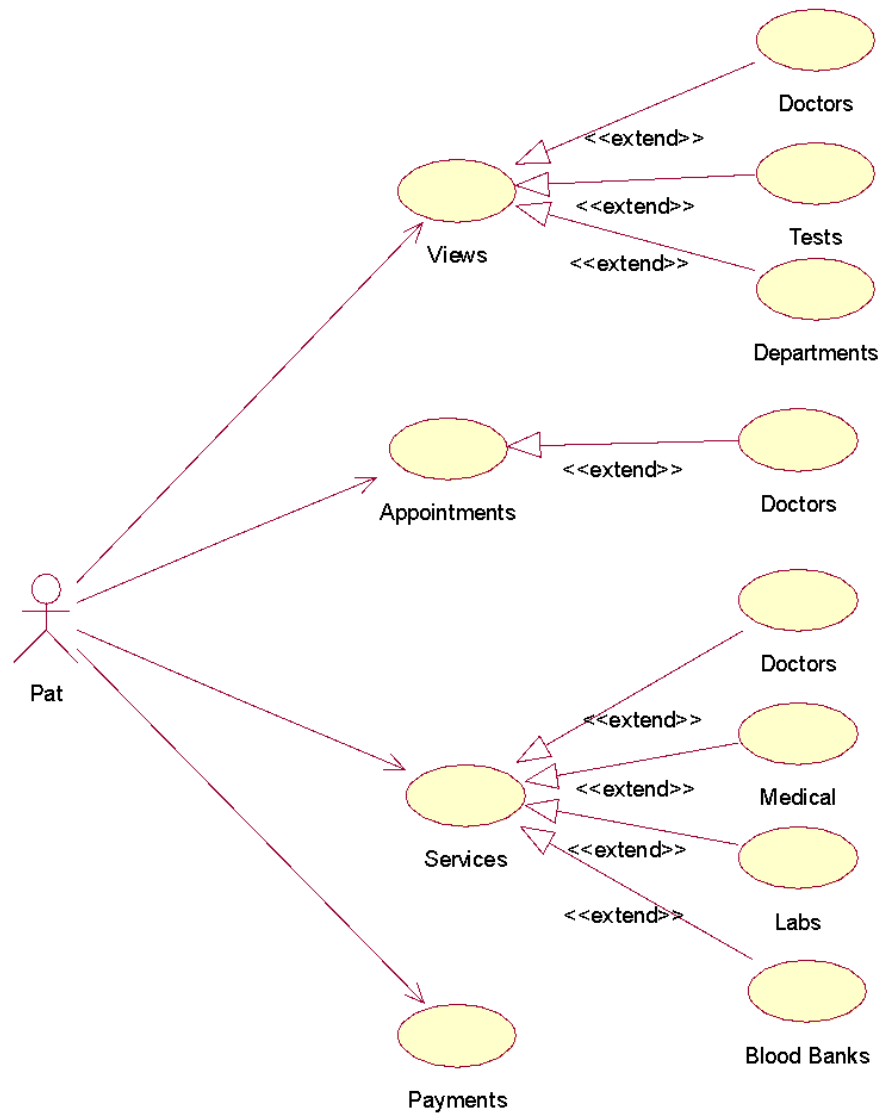 Doctors
<<extend>>
Tests
<<extend>>
Views
<<extend>>
Departments
Doctors
<<extend>>
Appointments
Doctors
Pat
<<extend>>
Medical
<<extend>>
Services
<<extend>>
Labs
<<extend>>
Blood Banks
Payments